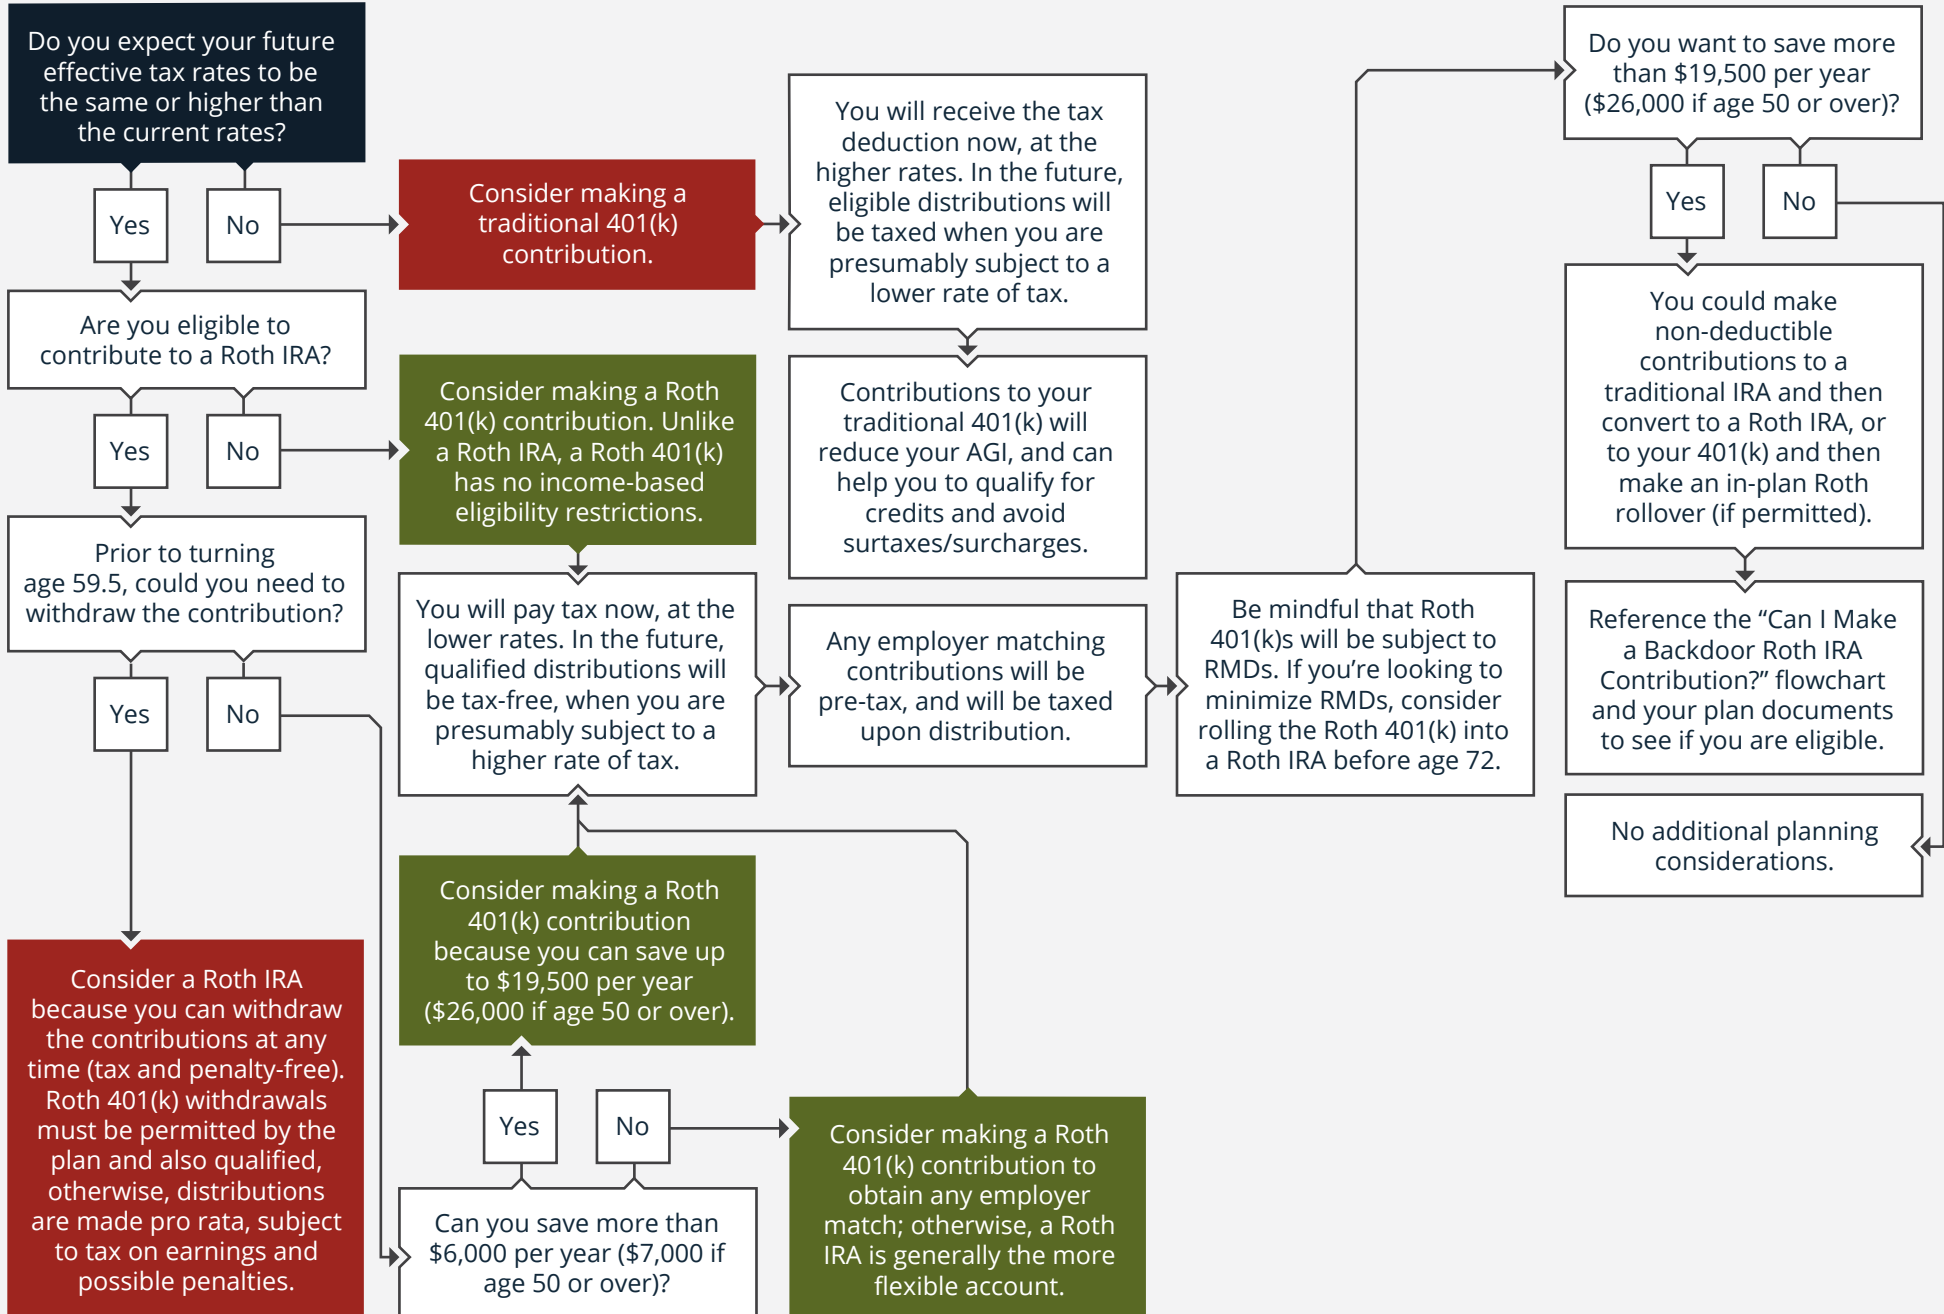 Do you expect your future
effective tax rates to be
the same or higher than
the current rates?
Yes
No
Consider making a
traditional 401(k)
contribution.
You will receive the tax
deduction now, at the
higher rates. In the future,
eligible distributions will
be taxed when you are
presumably subject to a
lower rate of tax.
Contributions to your
traditional 401(k) will
reduce your AGI, and can
help you to qualify for
credits and avoid
surtaxes/surcharges.
Are you eligible to
contribute to a Roth IRA?
Yes
No
Consider making a Roth
401(k) contribution. Unlike
a Roth IRA, a Roth 401(k)
has no income-based
eligibility restrictions.
Prior to turning
age 59.5, could you need to
withdraw the contribution?
Yes
No
Consider a Roth IRA
because you can withdraw
the contributions at any
time (tax and penalty-free).
Roth 401(k) withdrawals
must be permitted by the
plan and also qualified,
otherwise, distributions
are made pro rata, subject
to tax on earnings and
possible penalties.
Can you save more than
$6,000 per year ($7,000 if
age 50 or over)?
Yes
No
Consider making a Roth
401(k) contribution
because you can save up
to $19,500 per year
($26,000 if age 50 or over).
Consider making a Roth
401(k) contribution to
obtain any employer
match; otherwise, a Roth
IRA is generally the more
flexible account.
You will pay tax now, at the
lower rates. In the future,
qualified distributions will
be tax-free, when you are
presumably subject to a
higher rate of tax.
Any employer matching
contributions will be
pre-tax, and will be taxed
upon distribution.
Be mindful that Roth
401(k)s will be subject to
RMDs. If you’re looking to
minimize RMDs, consider
rolling the Roth 401(k) into
a Roth IRA before age 72.
Do you want to save more
than $19,500 per year
($26,000 if age 50 or over)?
Yes
No
You could make
non-deductible
contributions to a
traditional IRA and then
convert to a Roth IRA, or
to your 401(k) and then
make an in-plan Roth
rollover (if permitted).
Reference the “Can I Make
a Backdoor Roth IRA
Contribution?” flowchart
and your plan documents
to see if you are eligible.
No additional planning
considerations.